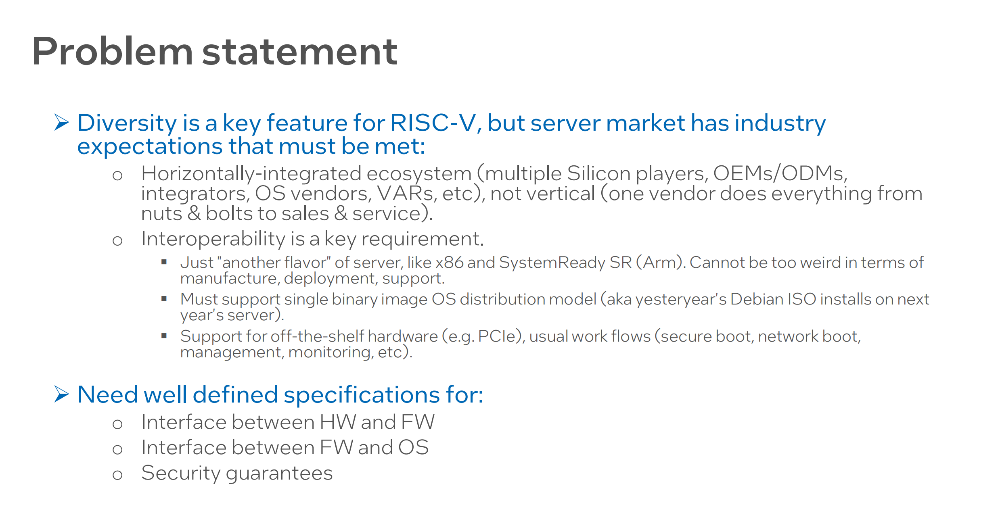 Problem statement
➢ Diversity is a key feature for RISC-V, but server market has industry
expectations that must be met:
o Horizontally-integrated ecosystem (multiple Silicon players, OEMs/ODMs,
integrators, OS vendors, VARs, etc), not vertical (one vendor does everything from
nuts & bolts to sales & service).
o Interoperability is a key requirement.
▪ Just "another flavor" of server, like x86 and SystemReady SR (Arm). Cannot be too weird in terms of
manufacture, deployment, support.
▪ Must support single binary image OS distribution model (aka yesteryear's Debian ISO installs on next
year's server).
▪ Support for off-the-shelf hardware (e.g. PCIe), usual work flows (secure boot, network boot,
management, monitoring, etc).
➢ Need well defined specifications for:
o Interface between HW and FW
o Interface between FW and OS
o Security guarantees